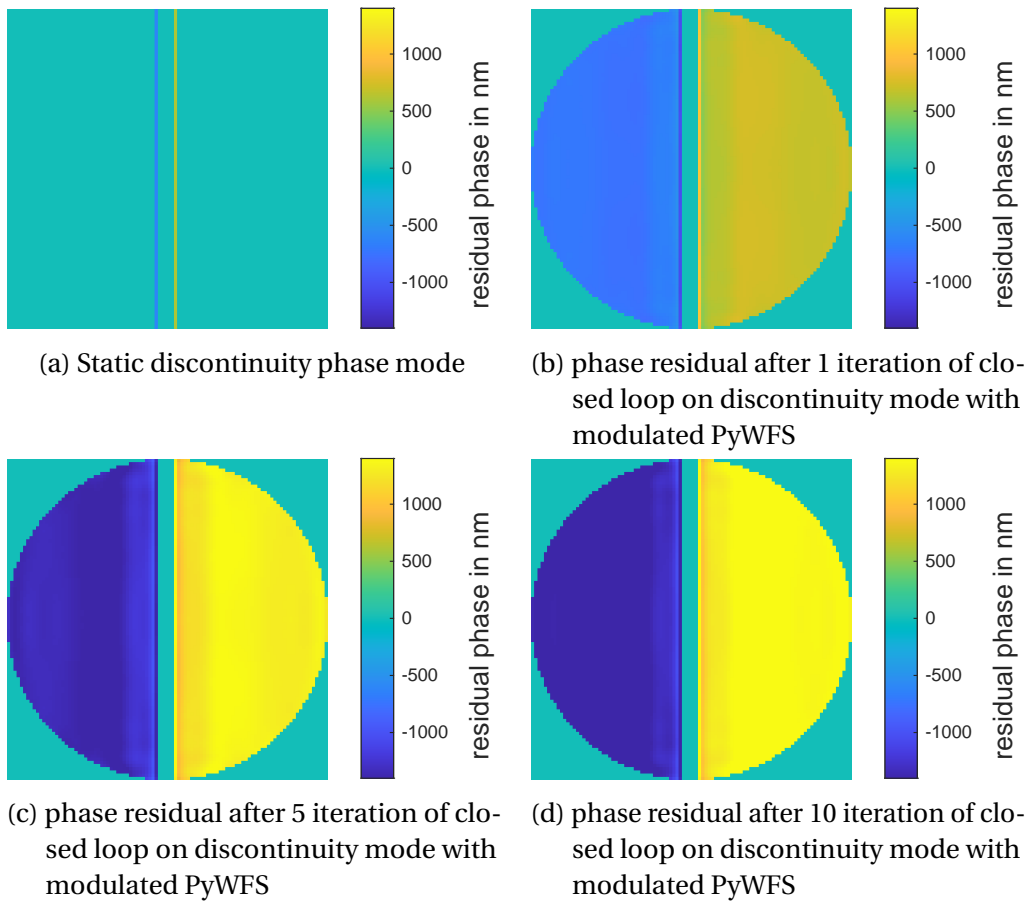 1000
500
0
-500
-1000
residual phase in nm
1000
500
0
-500
-1000
residual phase in nm
(a) Static discontinuity phase mode
(b) phase residual after 1 iteration of clo-
sed loop on discontinuity mode with
modulated PyWFS
1000
500
0
-500
-1000
residual phase in nm
1000
500
0
-500
-1000
residual phase in nm
(c) phase residual after 5 iteration of clo-
sed loop on discontinuity mode with
modulated PyWFS
(d) phase residual after 10 iteration of clo-
sed loop on discontinuity mode with
modulated PyWFS